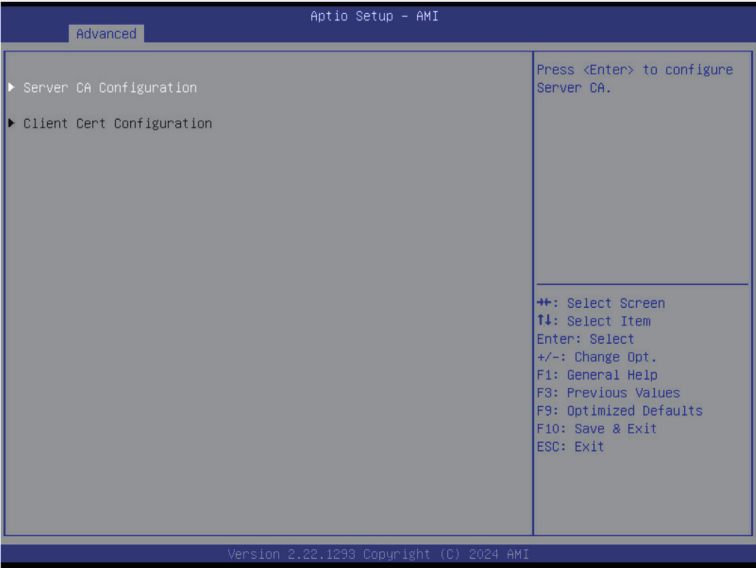 Aptio Setup – AMI
Advanced
Server CA Configuration
Client Cert Configuration
Press <Enter> to configure
Server CA.
→←: Select Screen
↑↓: Select Item
Enter: Select
+/-: Change Opt.
F1: General Help
F3: Previous Values
F9: Optimized Defaults
F10: Save & Exit
ESC: Exit
Version 2.22.1293 Copyright (C) 2024 AMI